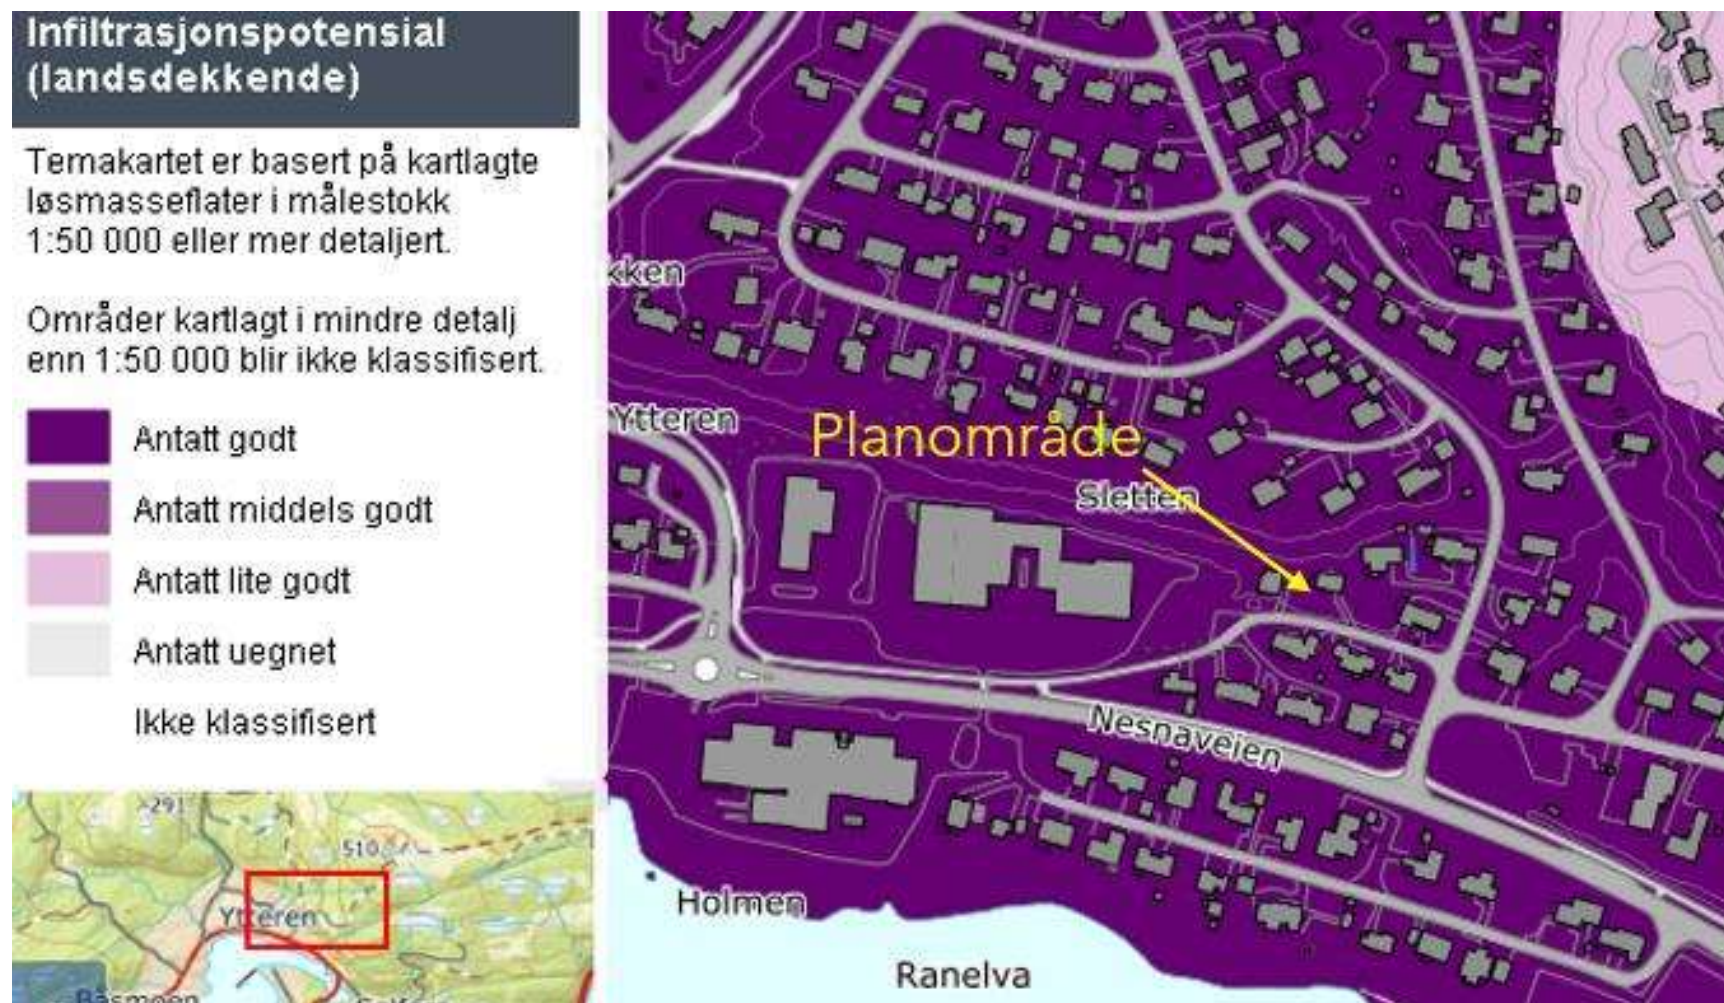 Infiltrasjonspotensial
(landsdekkende)
Temakartet er basert på kartlagte
løsmasseflater i målestokk
1:50 000 eller mer detaljert.
Områder kartlagt i mindre detalj
enn 1:50 000 blir ikke klassifisert.
Antatt godt
Antatt middels godt
Antatt lite godt
Antatt uegnet
Ikke klassifisert
291
510
Ytteren
Båsmoen
kken
Ytteren
Planområde
Sletten
Nesnaveien
Holmen
Ranelva